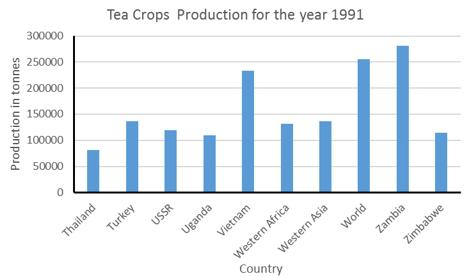 Tea Crops Production for the year 1991
Production in tonnes
300000
250000
200000
150000
100000
50000
0
Thailand
Turkey
USSR
Uganda
Vietnam
Western Africa
Western Asia
World
Zambia
Zimbabwe
Country